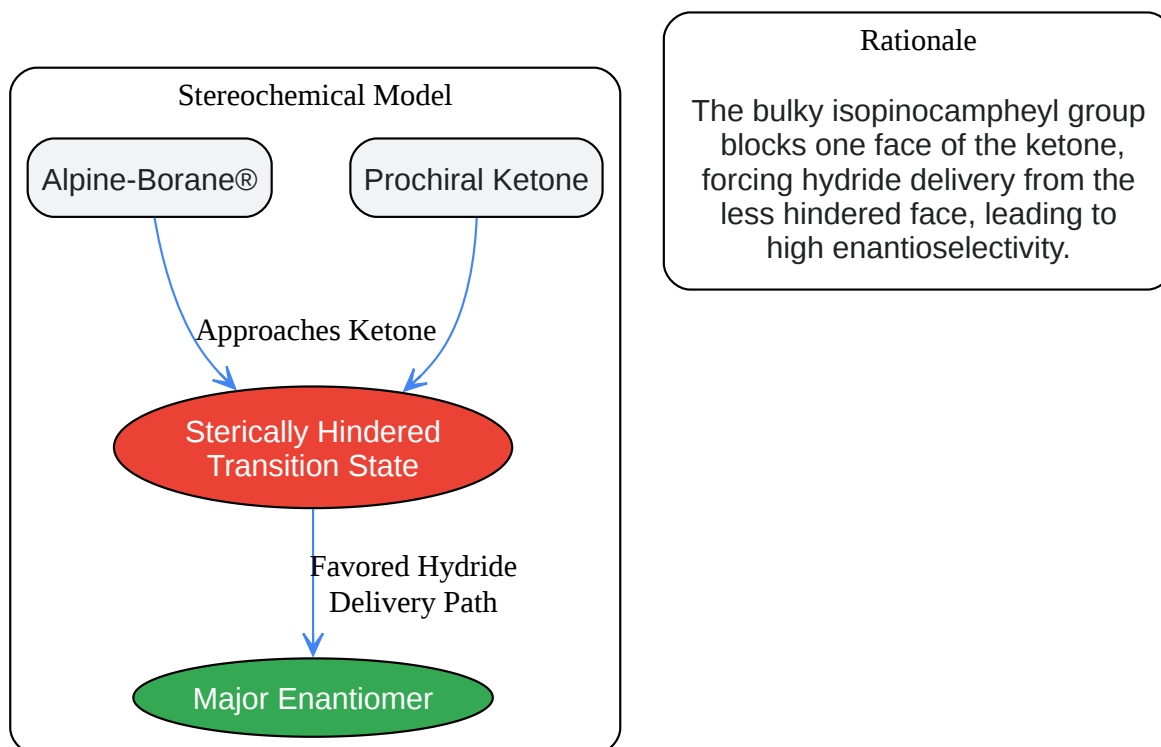 Stereochemical Model
Alpine-Borane®
Prochiral Ketone
Approaches Ketone
Sterically Hindered
Transition State
Favored Hydride
Delivery Path
Major Enantiomer
Rationale
The bulky isopinocampheyl group
blocks one face of the ketone,
forcing hydride delivery from the
less hindered face, leading to
high enantioselectivity.